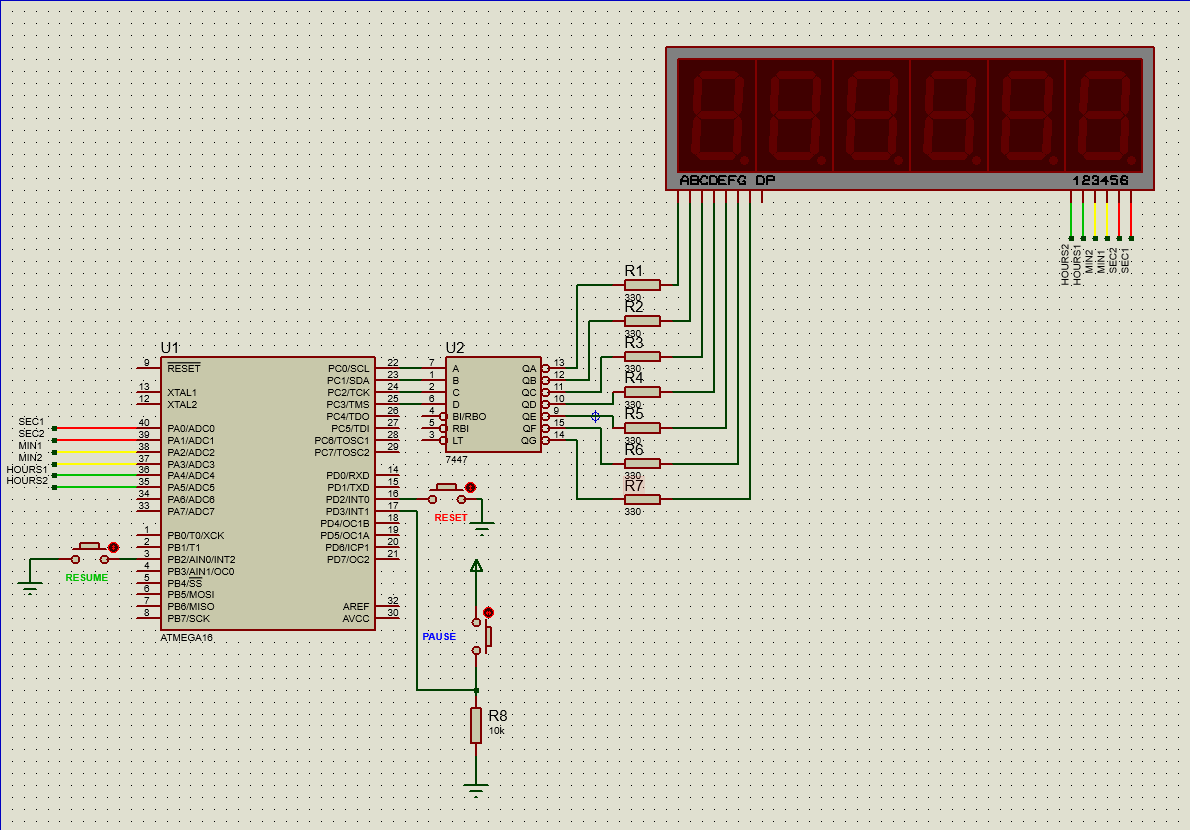 ABCDEFG DP
123456
HOURS2
HOURS1
MIN2
MIN1
SEC2
SEC1
R1
330
R2
330
R3
330
R4
330
R5
330
R6
330
R7
330
U1
9 RESET
13 XTAL1
12 XTAL2
SEC1 40 PA0/ADC0
SEC2 39 PA1/ADC1
MIN1 38 PA2/ADC2
MIN2 37 PA3/ADC3
HOURS1 36 PA4/ADC4
HOURS2 35 PA5/ADC5
34 PA6/ADC6
33 PA7/ADC7
1 PB0/T0/XCK
2 PB1/T1
3 PB2/AIN0/INT2
4 PB3/AIN1/OC0
5 PB4/SS
6 PB5/MOSI
7 PB6/MISO
8 PB7/SCK
PC0/SCL 22
PC1/SDA 23
PC2/TCK 24
PC3/TMS 25
PC4/TDO 26
PC5/TDI 27
PC6/TOSC1 28
PC7/TOSC2 29
PD0/RXD 14
PD1/TXD 15
PD2/INT0 16
PD3/INT1 17
PD4/OC1B 18
PD5/OC1A 19
PD6/ICP1 20
PD7/OC2 21
AREF 32
AVCC 30
ATMEGA16
U2
7 A QA 13
1 B QB 12
2 C QC 11
6 D QD 10
4 BI/RBO QE 9
5 RBI QF 15
3 LT QG 14
7447
RESET
RESUME
PAUSE
R8
10k